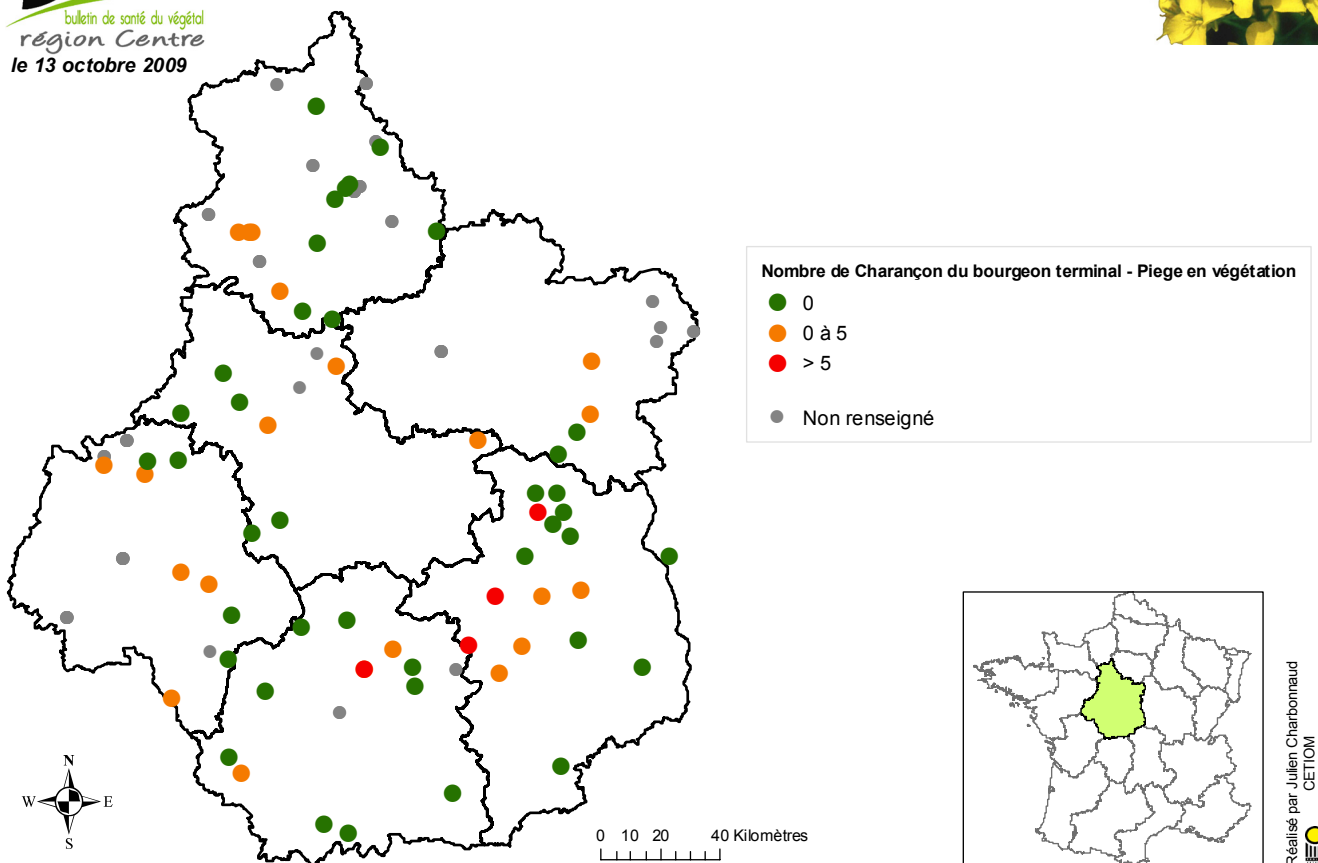 bulletin de santé du végétal
région Centre
le 13 octobre 2009
Nombre de Charançon du bourgeon terminal - Piege en végétation
0
0 à 5
> 5
Non renseigné
N
W E
S
0 10 20 40 Kilomètres
Réalisé par Julien Charbonnaud
CETIOM